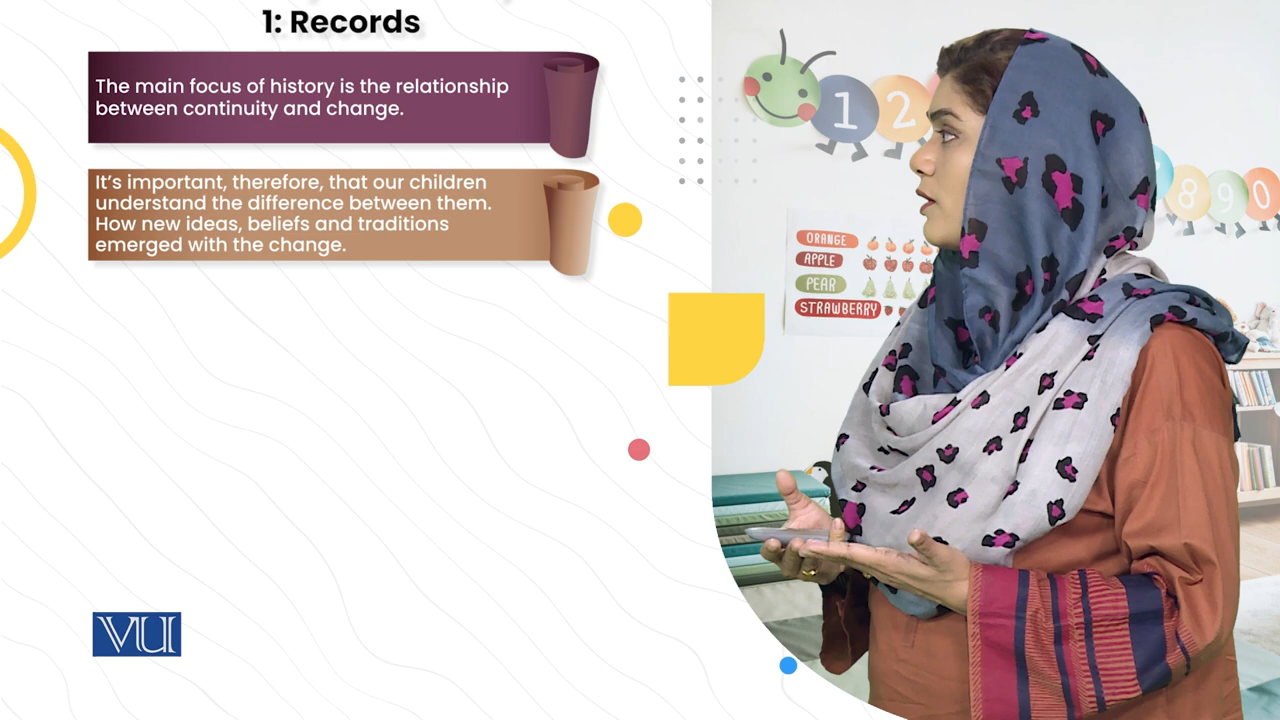 1: Records
The main focus of history is the relationship
between continuity and change.
It's important, therefore, that our children
understand the difference between them.
How new ideas, beliefs and traditions
emerged with the change.
1 2
8 9 0
ORANGE
APPLE
PEAR
STRAWBERRY
VU